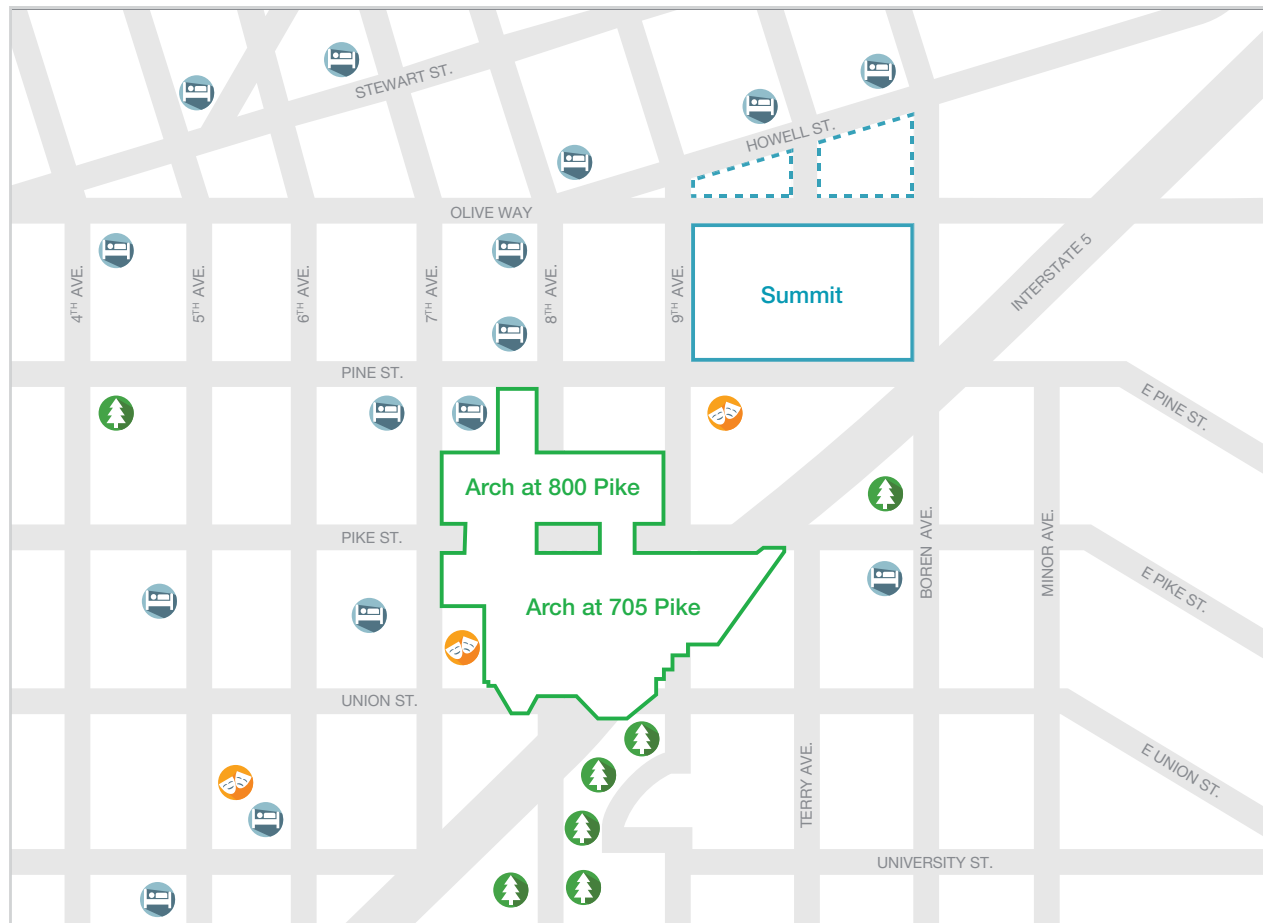 STEWART ST.
HOWELL ST.
OLIVE WAY
4TH AVE.
5TH AVE.
6TH AVE.
7TH AVE.
8TH AVE.
9TH AVE.
Summit
INTERSTATE 5
PINE ST.
E PINE ST.
Arch at 800 Pike
PIKE ST.
BOREN AVE.
MINOR AVE.
E PIKE ST.
Arch at 705 Pike
UNION ST.
TERRY AVE.
E UNION ST.
UNIVERSITY ST.